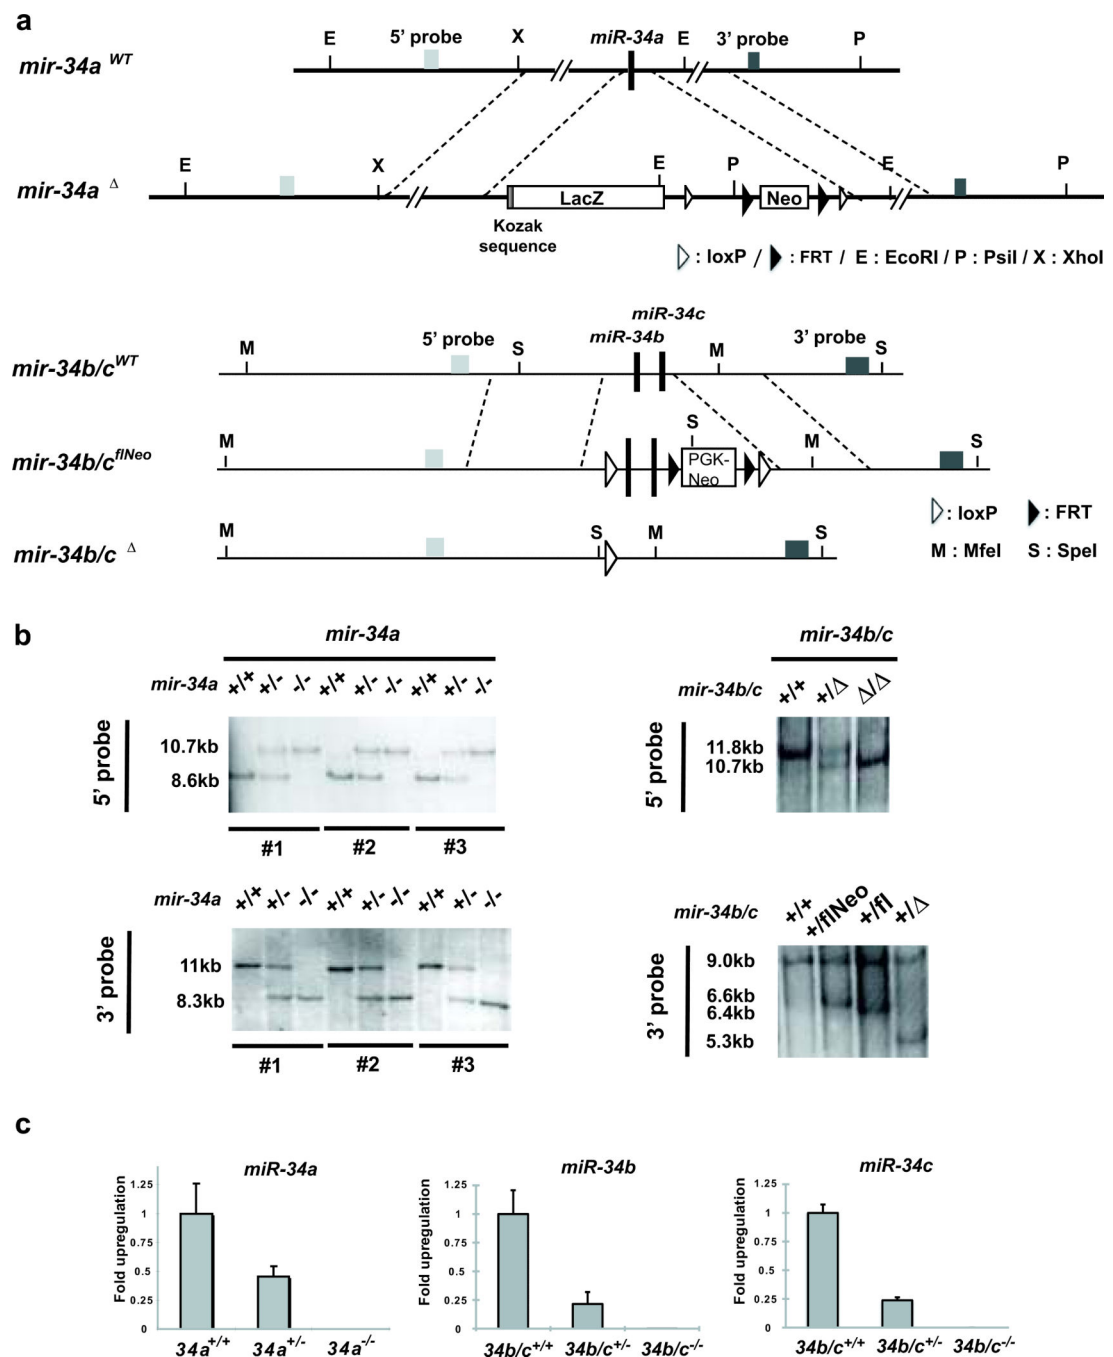 a
E 5' probe X miR-34a E 3' probe P
mir-34a WT
E X E P E P
mir-34a Δ
LacZ Neo
Kozak
sequence
: loxP / : FRT / E : EcoRI / P : PsiI / X : XhoI
miR-34c
5' probe miR-34b 3' probe
M S M S
mir-34b/c WT
S
M M S
mir-34b/c flNeo
PGK-
Neo
: loxP : FRT
M S M S
mir-34b/c Δ
M : MfeI S : SpeI
b
mir-34a
mir-34a +/+ +/- -/- +/+ +/- -/- +/+ +/- -/-
5' probe
10.7kb
8.6kb
#1 #2 #3
mir-34b/c
mir-34b/c +/+ +/Δ Δ/Δ
5' probe
11.8kb
10.7kb
mir-34a +/+ +/- -/- +/+ +/- -/- +/+ +/- -/-
3' probe
11kb
8.3kb
#1 #2 #3
mir-34b/c +/+ +/flNeo +/fl +/Δ
3' probe
9.0kb
6.6kb
6.4kb
5.3kb
c
miR-34a
Fold upregulation
1.25
1
0.75
0.5
0.25
0
34a+/+ 34a+/- 34a-/-
miR-34b
Fold upregulation
1.25
1
0.75
0.5
0.25
0
34b/c+/+ 34b/c+/- 34b/c-/-
miR-34c
Fold upregulation
1.25
1
0.75
0.5
0.25
0
34b/c+/+ 34b/c+/- 34b/c-/-